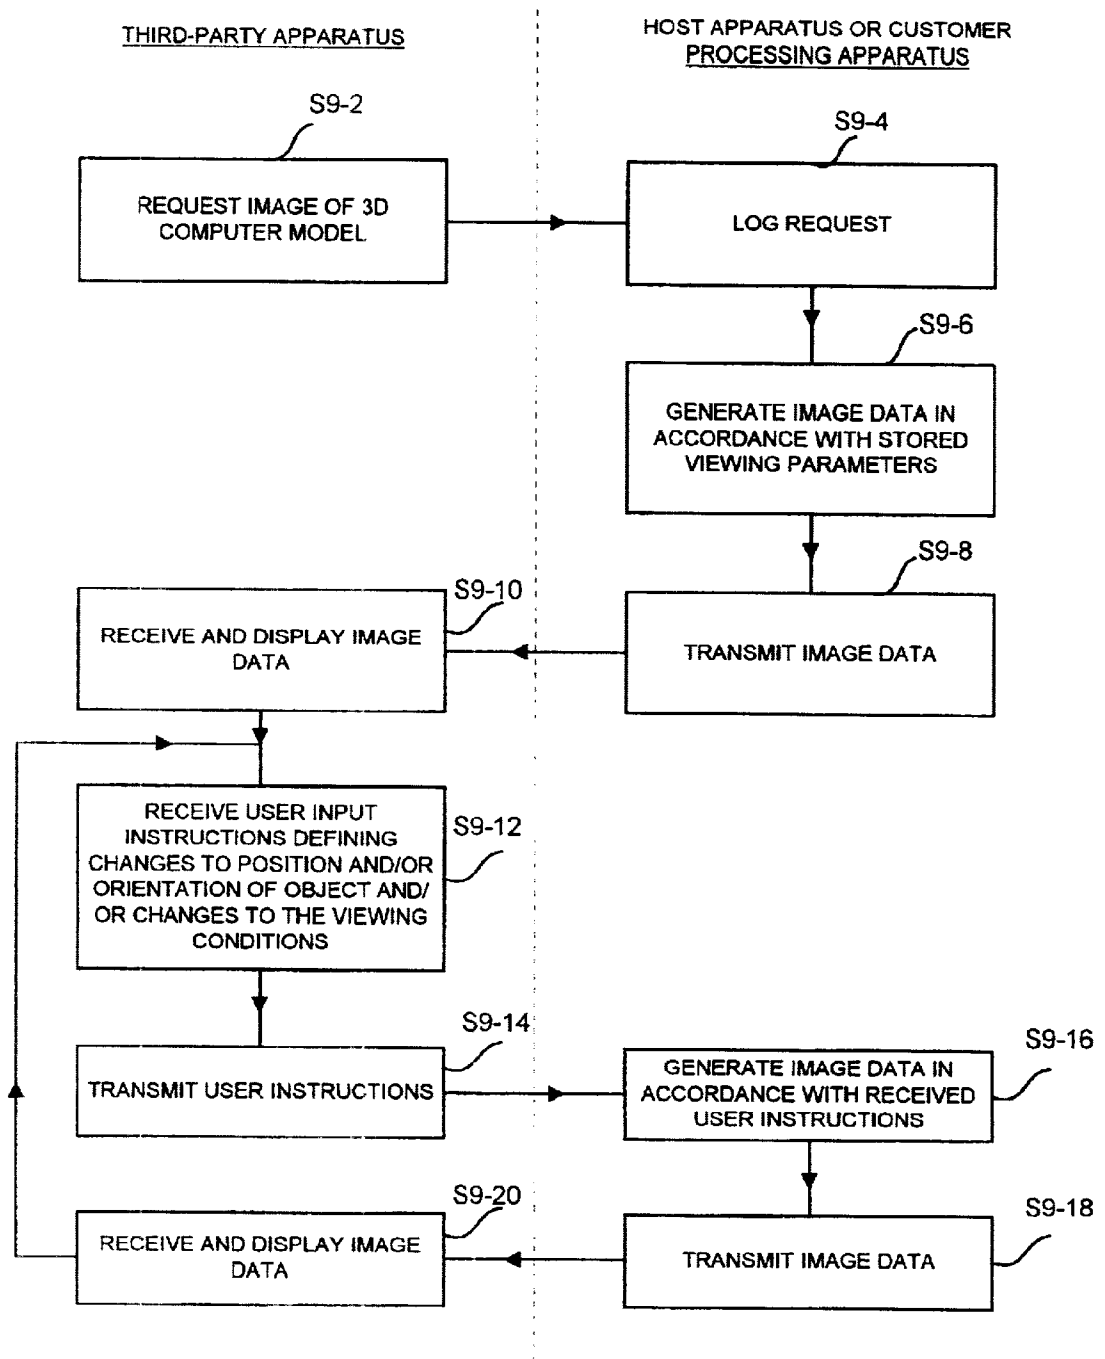 THIRD-PARTY APPARATUS
HOST APPARATUS OR CUSTOMER
PROCESSING APPARATUS
S9-2
S9-4
REQUEST IMAGE OF 3D
COMPUTER MODEL
LOG REQUEST
S9-6
GENERATE IMAGE DATA IN
ACCORDANCE WITH STORED
VIEWING PARAMETERS
S9-8
TRANSMIT IMAGE DATA
S9-10
RECEIVE AND DISPLAY IMAGE
DATA
S9-12
RECEIVE USER INPUT
INSTRUCTIONS DEFINING
CHANGES TO POSITION AND/OR
ORIENTATION OF OBJECT AND/
OR CHANGES TO THE VIEWING
CONDITIONS
S9-14
TRANSMIT USER INSTRUCTIONS
S9-16
GENERATE IMAGE DATA IN
ACCORDANCE WITH RECEIVED
USER INSTRUCTIONS
S9-18
TRANSMIT IMAGE DATA
S9-20
RECEIVE AND DISPLAY IMAGE
DATA